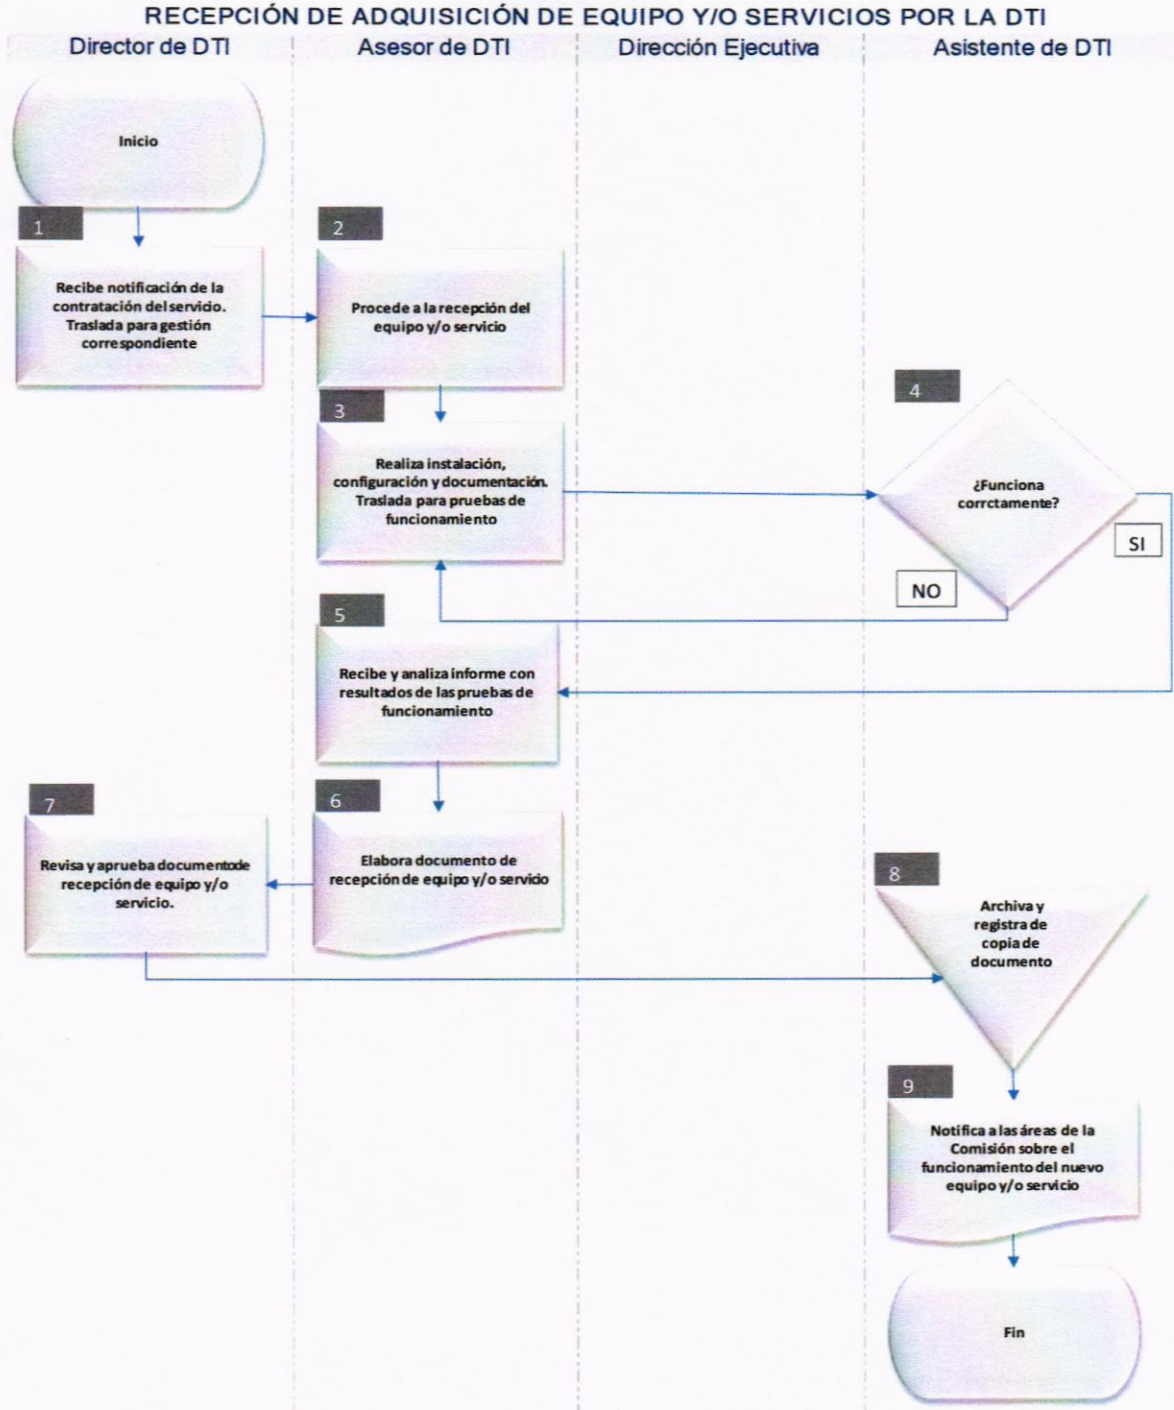 RECEPCIÓN DE ADQUISICIÓN DE EQUIPO Y/O SERVICIOS POR LA DTI
Director de DTI
Asesor de DTI
Dirección Ejecutiva
Asistente de DTI
Inicio
1
Recibe notificación de la
contratación del servicio.
Traslada para gestión
correspondiente
2
Procede a la recepción del
equipo y/o servicio
3
Realiza instalación,
configuración y documentación.
Traslada para pruebas de
funcionamiento
4
¿Funciona
corrctamente?
SI
NO
5
Recibe y analiza informe con
resultados de las pruebas de
funcionamiento
6
Elabora documento de
recepción de equipo y/o servicio
7
Revisa y aprueba documentode
recepción de equipo y/o
servicio.
8
Archiva y
registra de
copia de
documento
9
Notifica a las áreas de la
Comisión sobre el
funcionamiento del nuevo
equipo y/o servicio
Fin